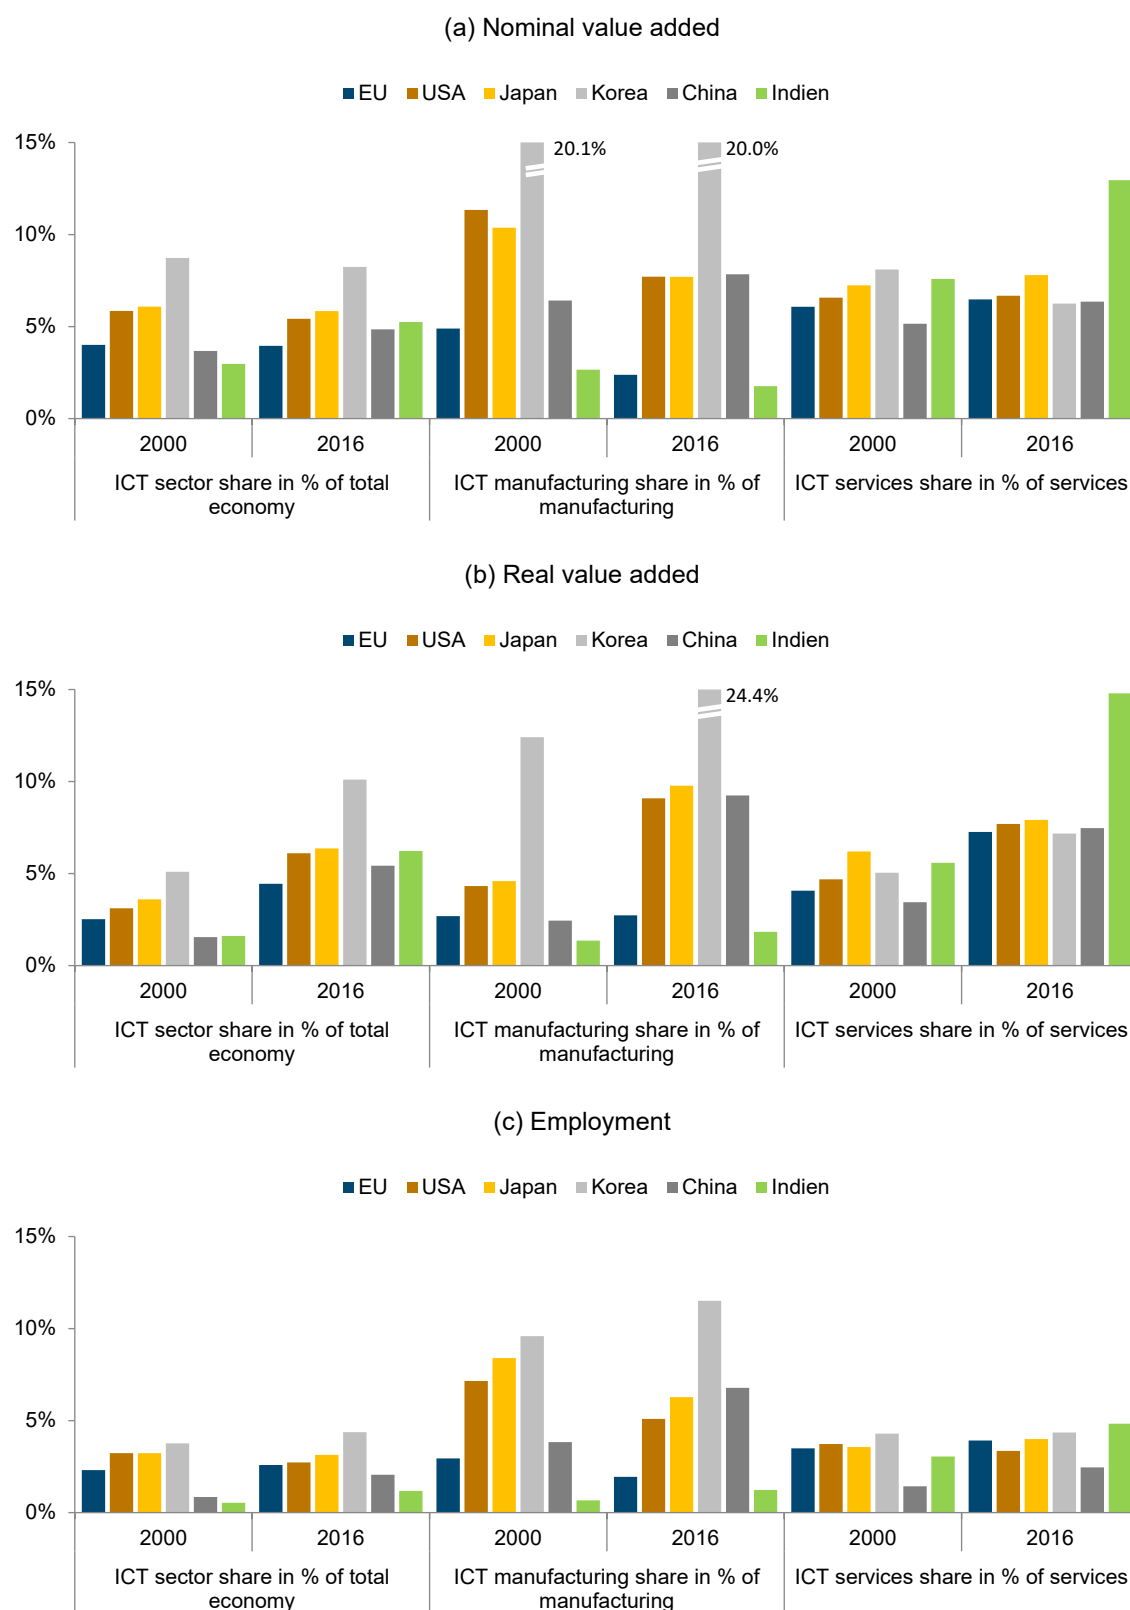 (a) Nominal value added
EU USA Japan Korea China Indien
15%
20.1%
20.0%
10%
5%
0%
2000 2016 2000 2016 2000 2016
ICT sector share in % of total
economy
ICT manufacturing share in % of
manufacturing
ICT services share in % of services
(b) Real value added
EU USA Japan Korea China Indien
15%
24.4%
10%
5%
0%
2000 2016 2000 2016 2000 2016
ICT sector share in % of total
economy
ICT manufacturing share in % of
manufacturing
ICT services share in % of services
(c) Employment
EU USA Japan Korea China Indien
15%
10%
5%
0%
2000 2016 2000 2016 2000 2016
ICT sector share in % of total
economy
ICT manufacturing share in % of
manufacturing
ICT services share in % of services